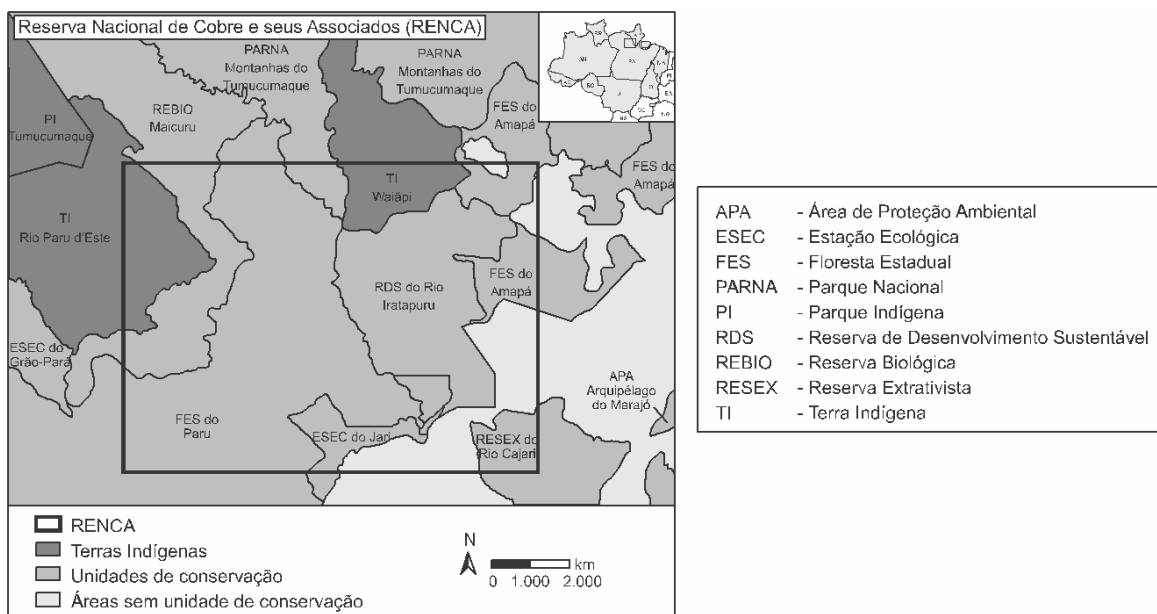 Reserva Nacional de Cobre e seus Associados (RENCA)
PARNA
Montanhas do
Tumucumaque
PARNA
Montanhas do
Tumucumaque
REBIO
Maicuru
FES do
Amapá
PI
Tumucumaque
FES do
Amapá
TI
Waiãpi
TI
Rio Paru d'Este
RDS do Rio
Iratapuru
FES do
Amapá
ESEC do
Grão-Pará
APA
Arquipélago
do Marajó
FES do
Paru
ESEC do Jari
RESEX do
Rio Cajari
RENCA
Terras Indígenas
Unidades de conservação
Áreas sem unidade de conservação
N
km
0 1.000 2.000
APA - Área de Proteção Ambiental
ESEC - Estação Ecológica
FES - Floresta Estadual
PARNA - Parque Nacional
PI - Parque Indígena
RDS - Reserva de Desenvolvimento Sustentável
REBIO - Reserva Biológica
RESEX - Reserva Extrativista
TI - Terra Indígena